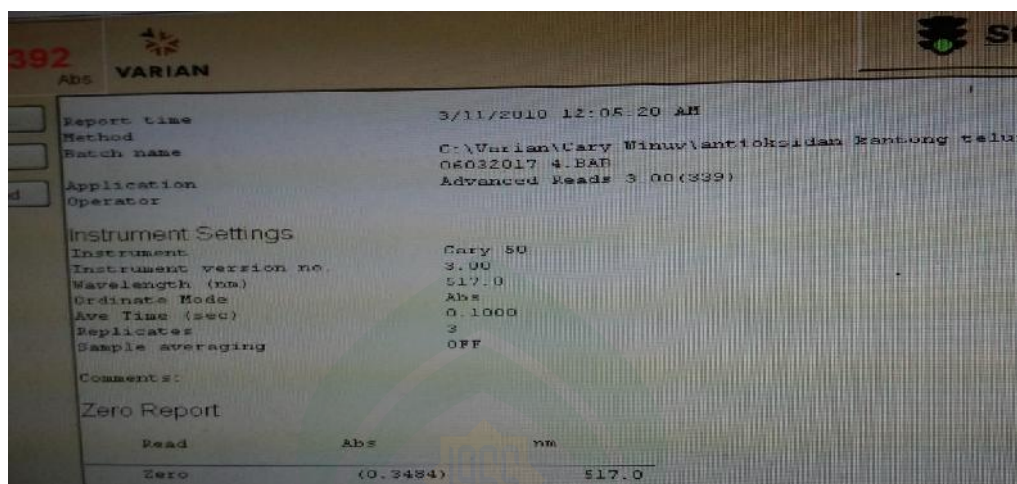 392
Abs
VARIAN
St
Report time 3/11/2010 12:05:20 AM
Method
Batch name C:\Varian\Cary Winuv\antioksidan kantong telu
06032017 4.BAB
Application Advanced Reads 3.00(339)
Operator
Instrument Settings
Instrument Cary 50
Instrument version no. 3.00
Wavelength (nm) 517.0
Ordinate Mode Abs
Ave Time (sec) 0.1000
Replicates 3
Sample averaging OFF
Comments:
Zero Report
Read Abs nm
Zero (0.3484) 517.0